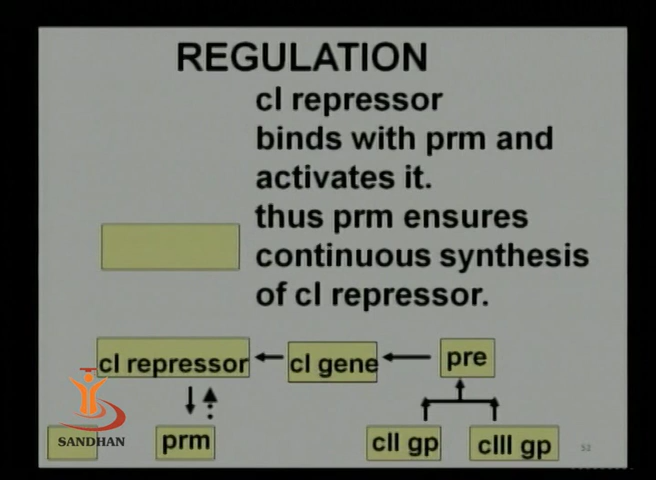 REGULATION
cI repressor
binds with prm and
activates it.
thus prm ensures
continuous synthesis
of cI repressor.
cI repressor
cI gene
pre
prm
cII gp
cIII gp
SANDHAN
52